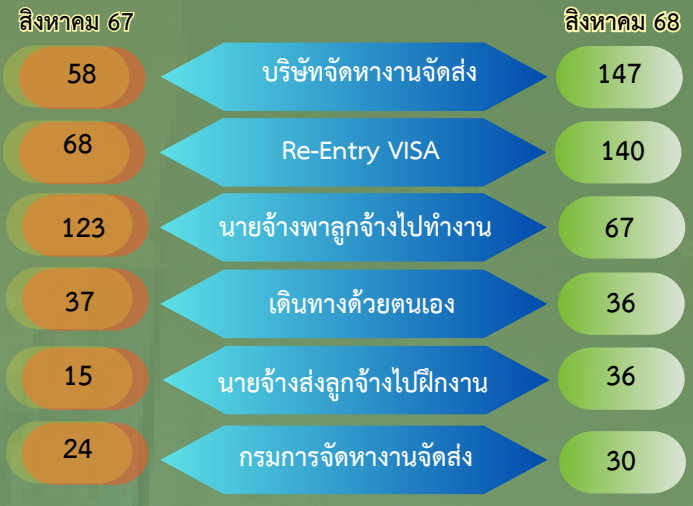 สิงหาคม 67 สิงหาคม 68
58 บริษัทจัดหางานจัดส่ง 147
68 Re-Entry VISA 140
123 นายจ้างพาลูกจ้างไปทำงาน 67
37 เดินทางด้วยตนเอง 36
15 นายจ้างส่งลูกจ้างไปฝึกงาน 36
24 กรมการจัดหางานจัดส่ง 30